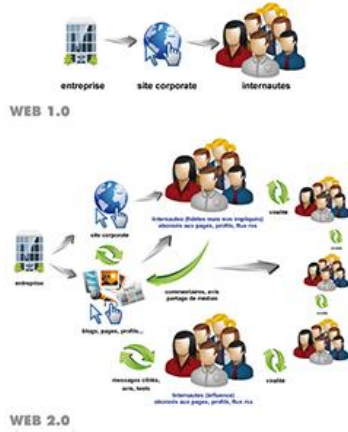 entreprise
site corporate
internautes
WEB 1.0
internautes (fidèles mais non impliqués)
abonnés aux pages, profils, flux rss
viralité
site corporate
entreprise
commentaires, avis
partage de médias
blogs, pages, profils...
messages ciblés,
avis, tests
internautes (influence)
abonnés aux pages, profils, flux rss
viralité
WEB 2.0